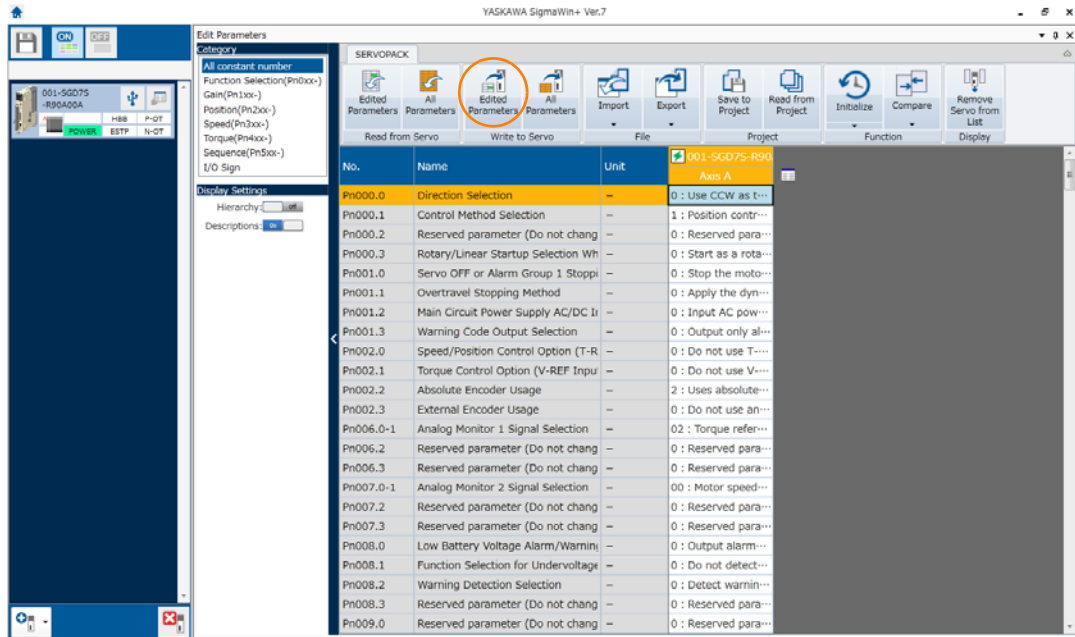 YASKAWA SigmaWin+ Ver.7
ON OFF
Edit Parameters
Category
All constant number
Function Selection(Pn0xx-)
Gain(Pn1xx-)
Position(Pn2xx-)
Speed(Pn3xx-)
Torque(Pn4xx-)
Sequence(Pn5xx-)
I/O Sign
Display Settings
Hierarchy: off
Descriptions: on
001-SGD7S
-R90A00A
HBB P-OT
POWER ESTP N-OT
SERVOPACK
Edited Parameters
All Parameters
Read from Servo
Edited Parameters
All Parameters
Write to Servo
Import
Export
File
Save to Project
Read from Project
Project
Initialize
Compare
Function
Remove Servo from List
Display
No. Name Unit 001-SGD7S-R90
Axis A
Pn000.0 Direction Selection – 0 : Use CCW as t···
Pn000.1 Control Method Selection – 1 : Position contr···
Pn000.2 Reserved parameter (Do not chang – 0 : Reserved para···
Pn000.3 Rotary/Linear Startup Selection Wh – 0 : Start as a rota···
Pn001.0 Servo OFF or Alarm Group 1 Stoppi – 0 : Stop the moto···
Pn001.1 Overtravel Stopping Method – 0 : Apply the dyn···
Pn001.2 Main Circuit Power Supply AC/DC I – 0 : Input AC pow···
Pn001.3 Warning Code Output Selection – 0 : Output only al···
Pn002.0 Speed/Position Control Option (T-R – 0 : Do not use T-···
Pn002.1 Torque Control Option (V-REF Inpu – 0 : Do not use V-···
Pn002.2 Absolute Encoder Usage – 2 : Uses absolute···
Pn002.3 External Encoder Usage – 0 : Do not use an···
Pn006.0-1 Analog Monitor 1 Signal Selection – 02 : Torque refer···
Pn006.2 Reserved parameter (Do not chang – 0 : Reserved para···
Pn006.3 Reserved parameter (Do not chang – 0 : Reserved para···
Pn007.0-1 Analog Monitor 2 Signal Selection – 00 : Motor speed···
Pn007.2 Reserved parameter (Do not chang – 0 : Reserved para···
Pn007.3 Reserved parameter (Do not chang – 0 : Reserved para···
Pn008.0 Low Battery Voltage Alarm/Warnin – 0 : Output alarm···
Pn008.1 Function Selection for Undervoltage – 0 : Do not detect···
Pn008.2 Warning Detection Selection – 0 : Detect warnin···
Pn008.3 Reserved parameter (Do not chang – 0 : Reserved para···
Pn009.0 Reserved parameter (Do not chang – 0 : Reserved para···